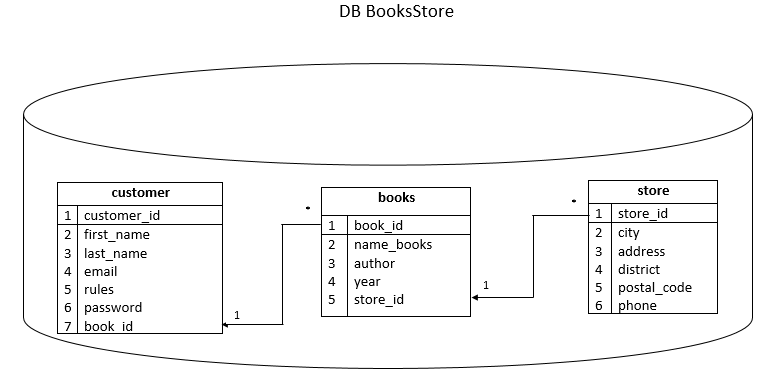 DB BooksStore
customer
1 customer_id
2 first_name
3 last_name
4 email
5 rules
6 password
7 book_id
1
*
books
1 book_id
2 name_books
3 author
4 year
5 store_id
1
*
store
1 store_id
2 city
3 address
4 district
5 postal_code
6 phone